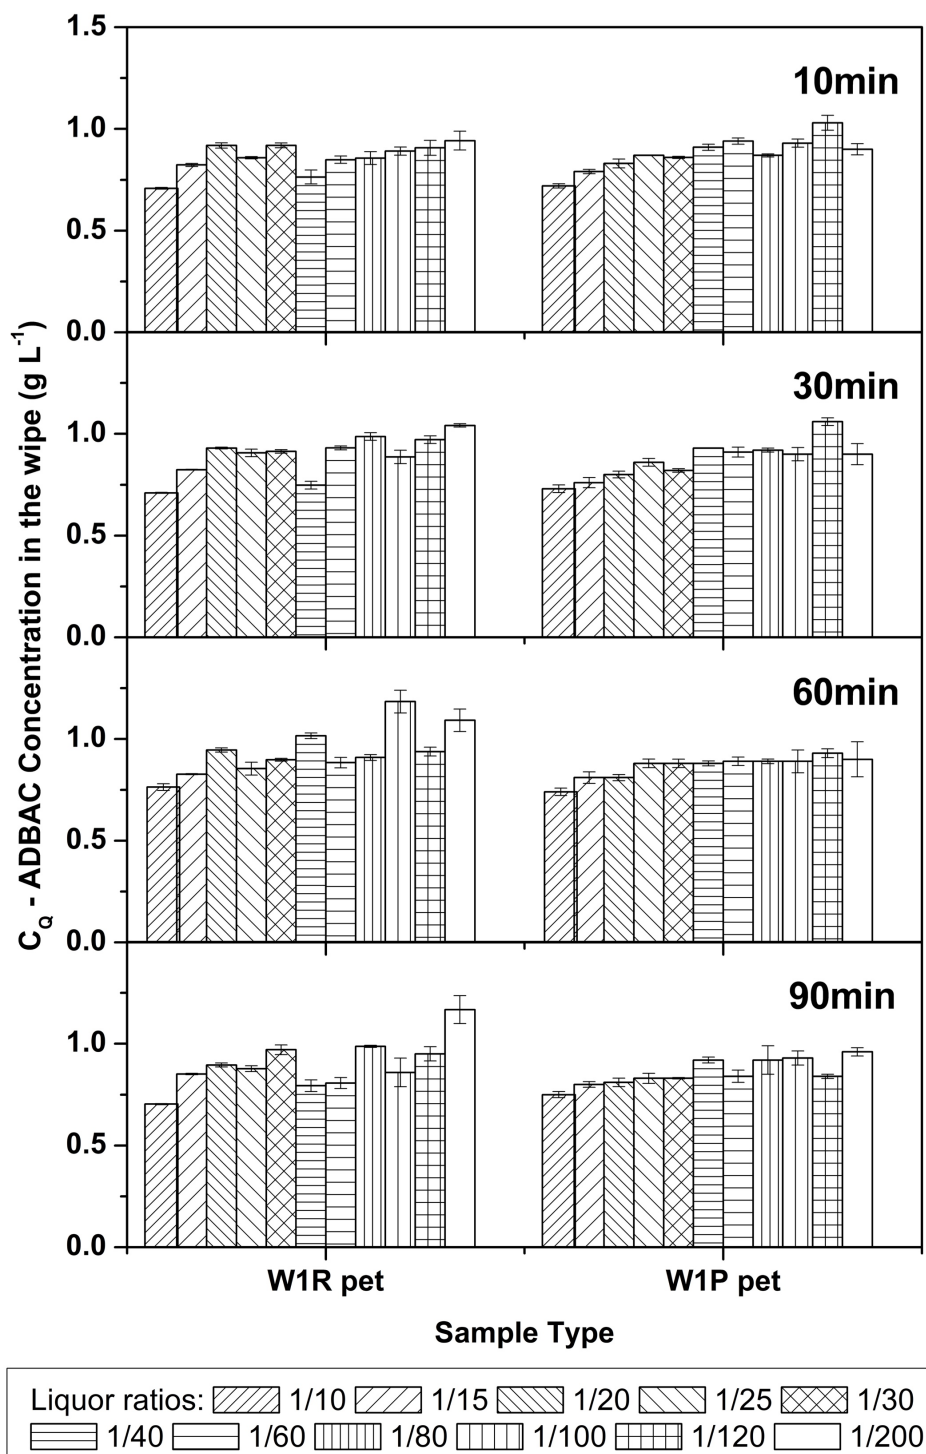 1.5
10min
1.0
0.5
0.0
30min
1.0
0.5
0.0
60min
1.0
0.5
0.0
90min
1.0
0.5
0.0
C_Q - ADBAC Concentration in the wipe (g L⁻¹)
W1R pet W1P pet
Sample Type
Liquor ratios: 1/10 1/15 1/20 1/25 1/30
1/40 1/60 1/80 1/100 1/120 1/200